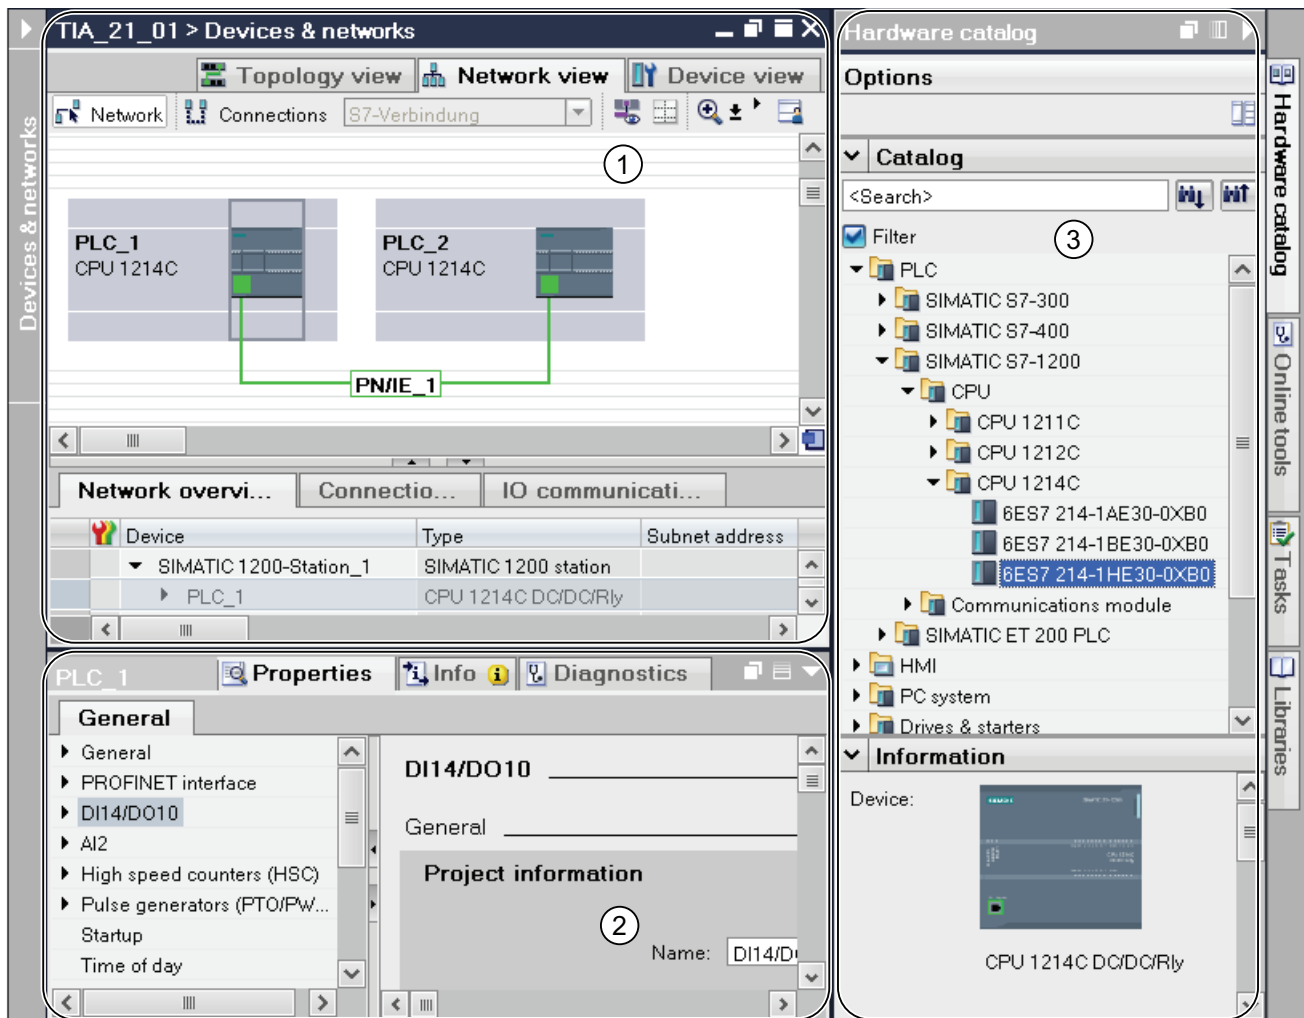 TIA_21_01 > Devices & networks
Topology view
Network view
Device view
Network
Connections
S7-Verbindung
1
PLC_1
CPU 1214C
PLC_2
CPU 1214C
PN/IE_1
Network overvi...
Connectio...
IO communicati...
Device
Type
Subnet address
SIMATIC 1200-Station_1
SIMATIC 1200 station
PLC_1
CPU 1214C DC/DC/Rly
Devices & networks
PLC_1
Properties
Info
Diagnostics
General
General
PROFINET interface
DI14/DO10
AI2
High speed counters (HSC)
Pulse generators (PTO/PW...
Startup
Time of day
DI14/DO10
General
Project information
2
Name:
DI14/D
Hardware catalog
Options
Catalog
<Search>
Filter
3
PLC
SIMATIC S7-300
SIMATIC S7-400
SIMATIC S7-1200
CPU
CPU 1211C
CPU 1212C
CPU 1214C
6ES7 214-1AE30-0XB0
6ES7 214-1BE30-0XB0
6ES7 214-1HE30-0XB0
Communications module
SIMATIC ET 200 PLC
HMI
PC system
Drives & starters
Information
Device:
SIEMENS
CPU 1214C DC/DC/Rly
Hardware catalog
Online tools
Tasks
Libraries